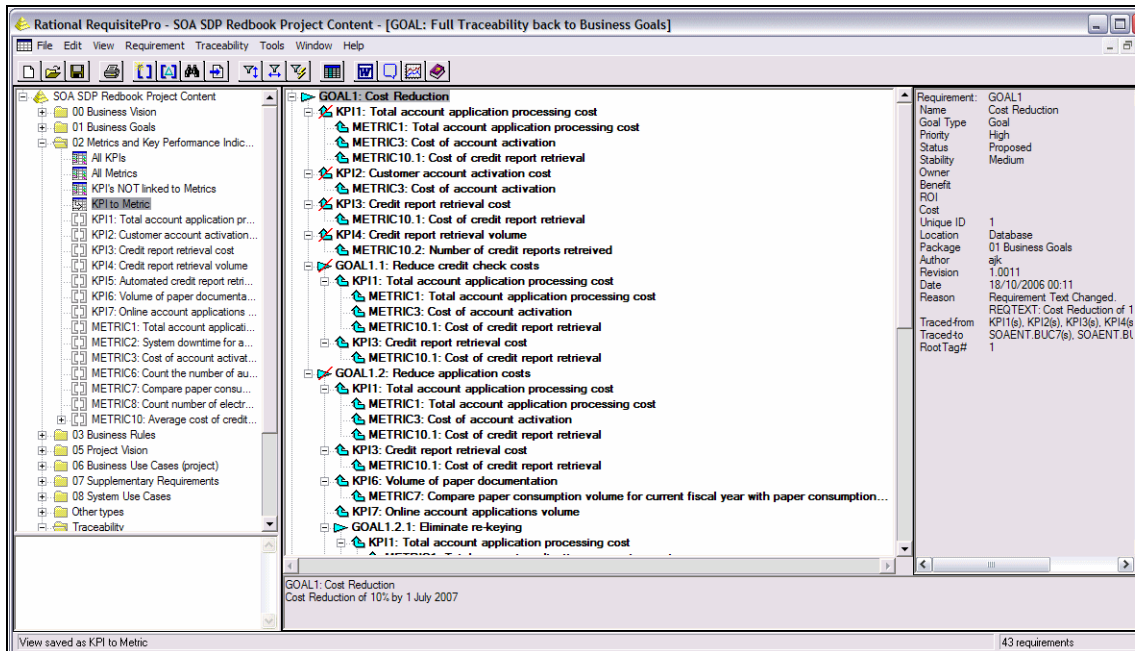 Rational RequisitePro - SOA SDP Redbook Project Content - [GOAL: Full Traceability back to Business Goals]
File Edit View Requirement Traceability Tools Window Help
SOA SDP Redbook Project Content
00 Business Vision
01 Business Goals
02 Metrics and Key Performance Indic...
All KPIs
All Metrics
KPI's NOT linked to Metrics
KPI to Metric
KPI1: Total account application pr...
KPI2: Customer account activation...
KPI3: Credit report retrieval cost
KPI4: Credit report retrieval volume
KPI5: Automated credit report retri...
KPI6: Volume of paper documenta...
KPI7: Online account applications ...
METRIC1: Total account applicati...
METRIC2: System downtime for a...
METRIC3: Cost of account activat...
METRIC6: Count the number of au...
METRIC7: Compare paper consu...
METRIC8: Count number of electr...
METRIC10: Average cost of credit...
03 Business Rules
05 Project Vision
06 Business Use Cases (project)
07 Supplementary Requirements
08 System Use Cases
Other types
Traceability
GOAL1: Cost Reduction
KPI1: Total account application processing cost
METRIC1: Total account application processing cost
METRIC3: Cost of account activation
METRIC10.1: Cost of credit report retrieval
KPI2: Customer account activation cost
METRIC3: Cost of account activation
KPI3: Credit report retrieval cost
METRIC10.1: Cost of credit report retrieval
KPI4: Credit report retrieval volume
METRIC10.2: Number of credit reports retreived
GOAL1.1: Reduce credit check costs
KPI1: Total account application processing cost
METRIC1: Total account application processing cost
METRIC3: Cost of account activation
METRIC10.1: Cost of credit report retrieval
KPI3: Credit report retrieval cost
METRIC10.1: Cost of credit report retrieval
GOAL1.2: Reduce application costs
KPI1: Total account application processing cost
METRIC1: Total account application processing cost
METRIC3: Cost of account activation
METRIC10.1: Cost of credit report retrieval
KPI3: Credit report retrieval cost
METRIC10.1: Cost of credit report retrieval
KPI6: Volume of paper documentation
METRIC7: Compare paper consumption volume for current fiscal year with paper consumption...
KPI7: Online account applications volume
GOAL1.2.1: Eliminate re-keying
KPI1: Total account application processing cost
Requirement: GOAL1
Name Cost Reduction
Goal Type Goal
Priority High
Status Proposed
Stability Medium
Owner
Benefit
ROI
Cost
Unique ID 1
Location Database
Package 01 Business Goals
Author ajk
Revision 1.0011
Date 18/10/2006 00:11
Reason Requirement Text Changed.
REQTEXT: Cost Reduction of 1
Traced-from KPI1(s), KPI2(s), KPI3(s), KPI4(s
Traced-to SOAENT.BUC7(s), SOAENT.BU
Root Tag# 1
GOAL1: Cost Reduction
Cost Reduction of 10% by 1 July 2007
View saved as KPI to Metric
43 requirements